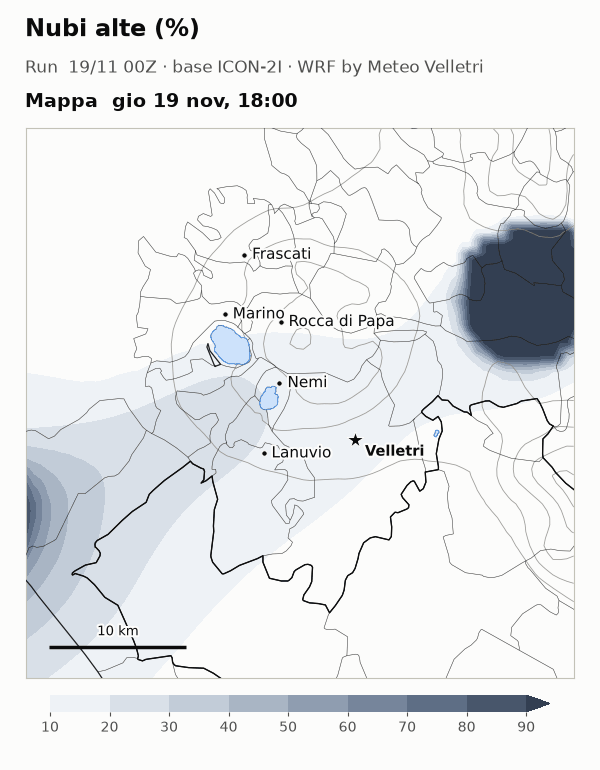 Nubi alte (%)
Run  19/11 00Z · base ICON-2I · WRF by Meteo Velletri
Mappa  gio 19 nov, 18:00
Frascati
Marino
Rocca di Papa
Nemi
Velletri
Lanuvio
10 km
10 20 30 40 50 60 70 80 90